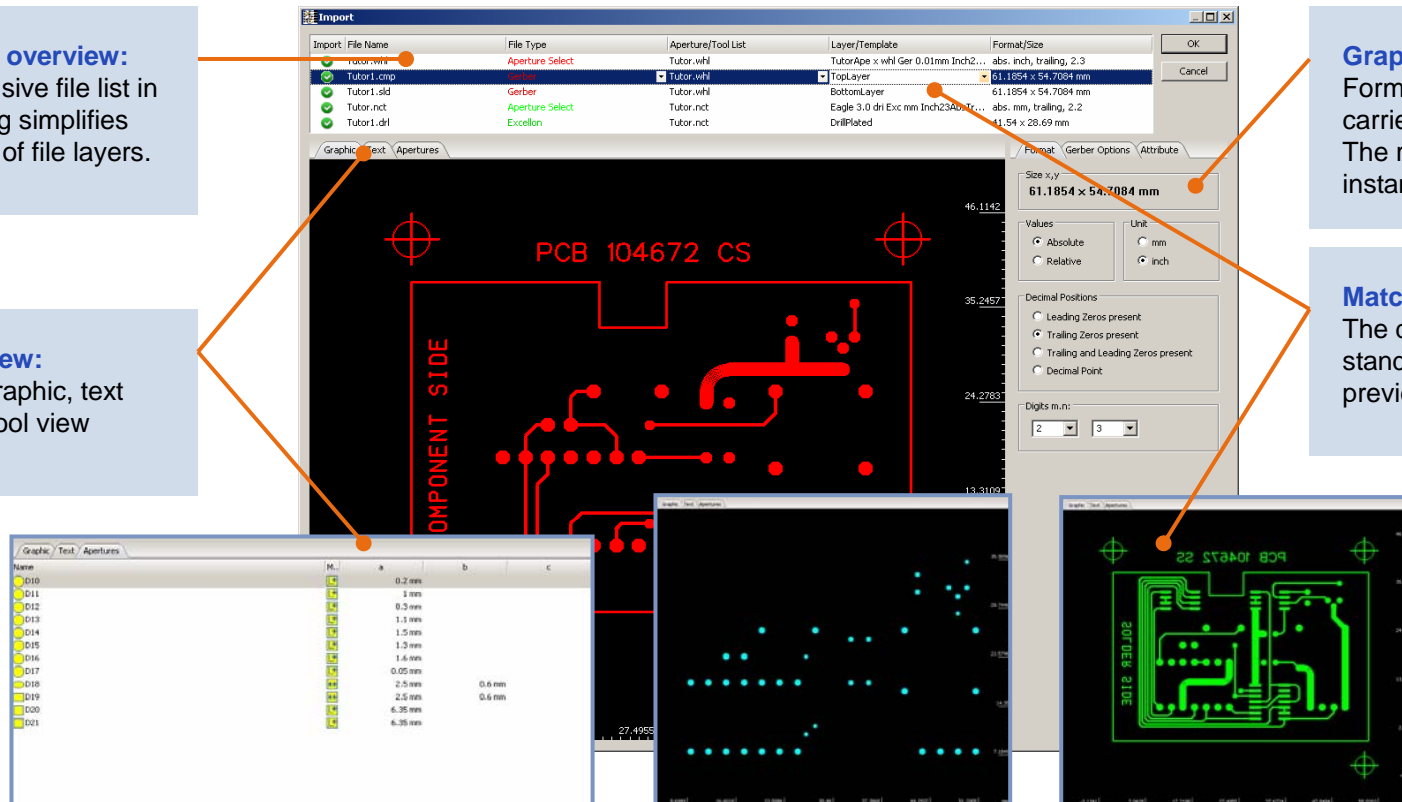 overview:
sive file list in
g simplifies
of file layers.
ew:
raphic, text
ool view
Import
Import File Name File Type Aperture/Tool List Layer/Template Format/Size
Tutor.whl Aperture Select Tutor.whl TutorApe x whl Ger 0.01mm Inch2... abs. inch, trailing, 2.3
Tutor1.cmp Gerber Tutor.whl TopLayer 61.1854 x 54.7084 mm
Tutor1.sld Gerber Tutor.whl BottomLayer 61.1854 x 54.7084 mm
Tutor.nct Aperture Select Tutor.nct Eagle 3.0 dri Exc mm Inch23AbsTr... abs. mm, trailing, 2.2
Tutor1.drl Excellon Tutor.nct DrillPlated 41.54 x 28.69 mm
OK
Cancel
Graphic Text Apertures
PCB 104672 CS
COMPONENT SIDE
46.1142
35.2457
24.2783
13.3109
27.4955
Format Gerber Options Attribute
Size x,y
61.1854 x 54.7084 mm
Values
Absolute
Relative
Unit
mm
inch
Decimal Positions
Leading Zeros present
Trailing Zeros present
Trailing and Leading Zeros present
Decimal Point
Digits m.n:
2 3
Grap
Form
carrie
The r
instar
Matc
The c
stand
previ
Graphic Text Apertures
Name M... a b c
D10 0.2 mm
D11 1 mm
D12 0.3 mm
D13 1.1 mm
D14 1.5 mm
D15 1.3 mm
D16 1.6 mm
D17 0.05 mm
D18 2.5 mm 0.6 mm
D19 2.5 mm 0.6 mm
D20 6.35 mm
D21 6.35 mm
Graphic Text Apertures
Graphic Text Apertures
PCB 104672 SS
SOLDER SIDE